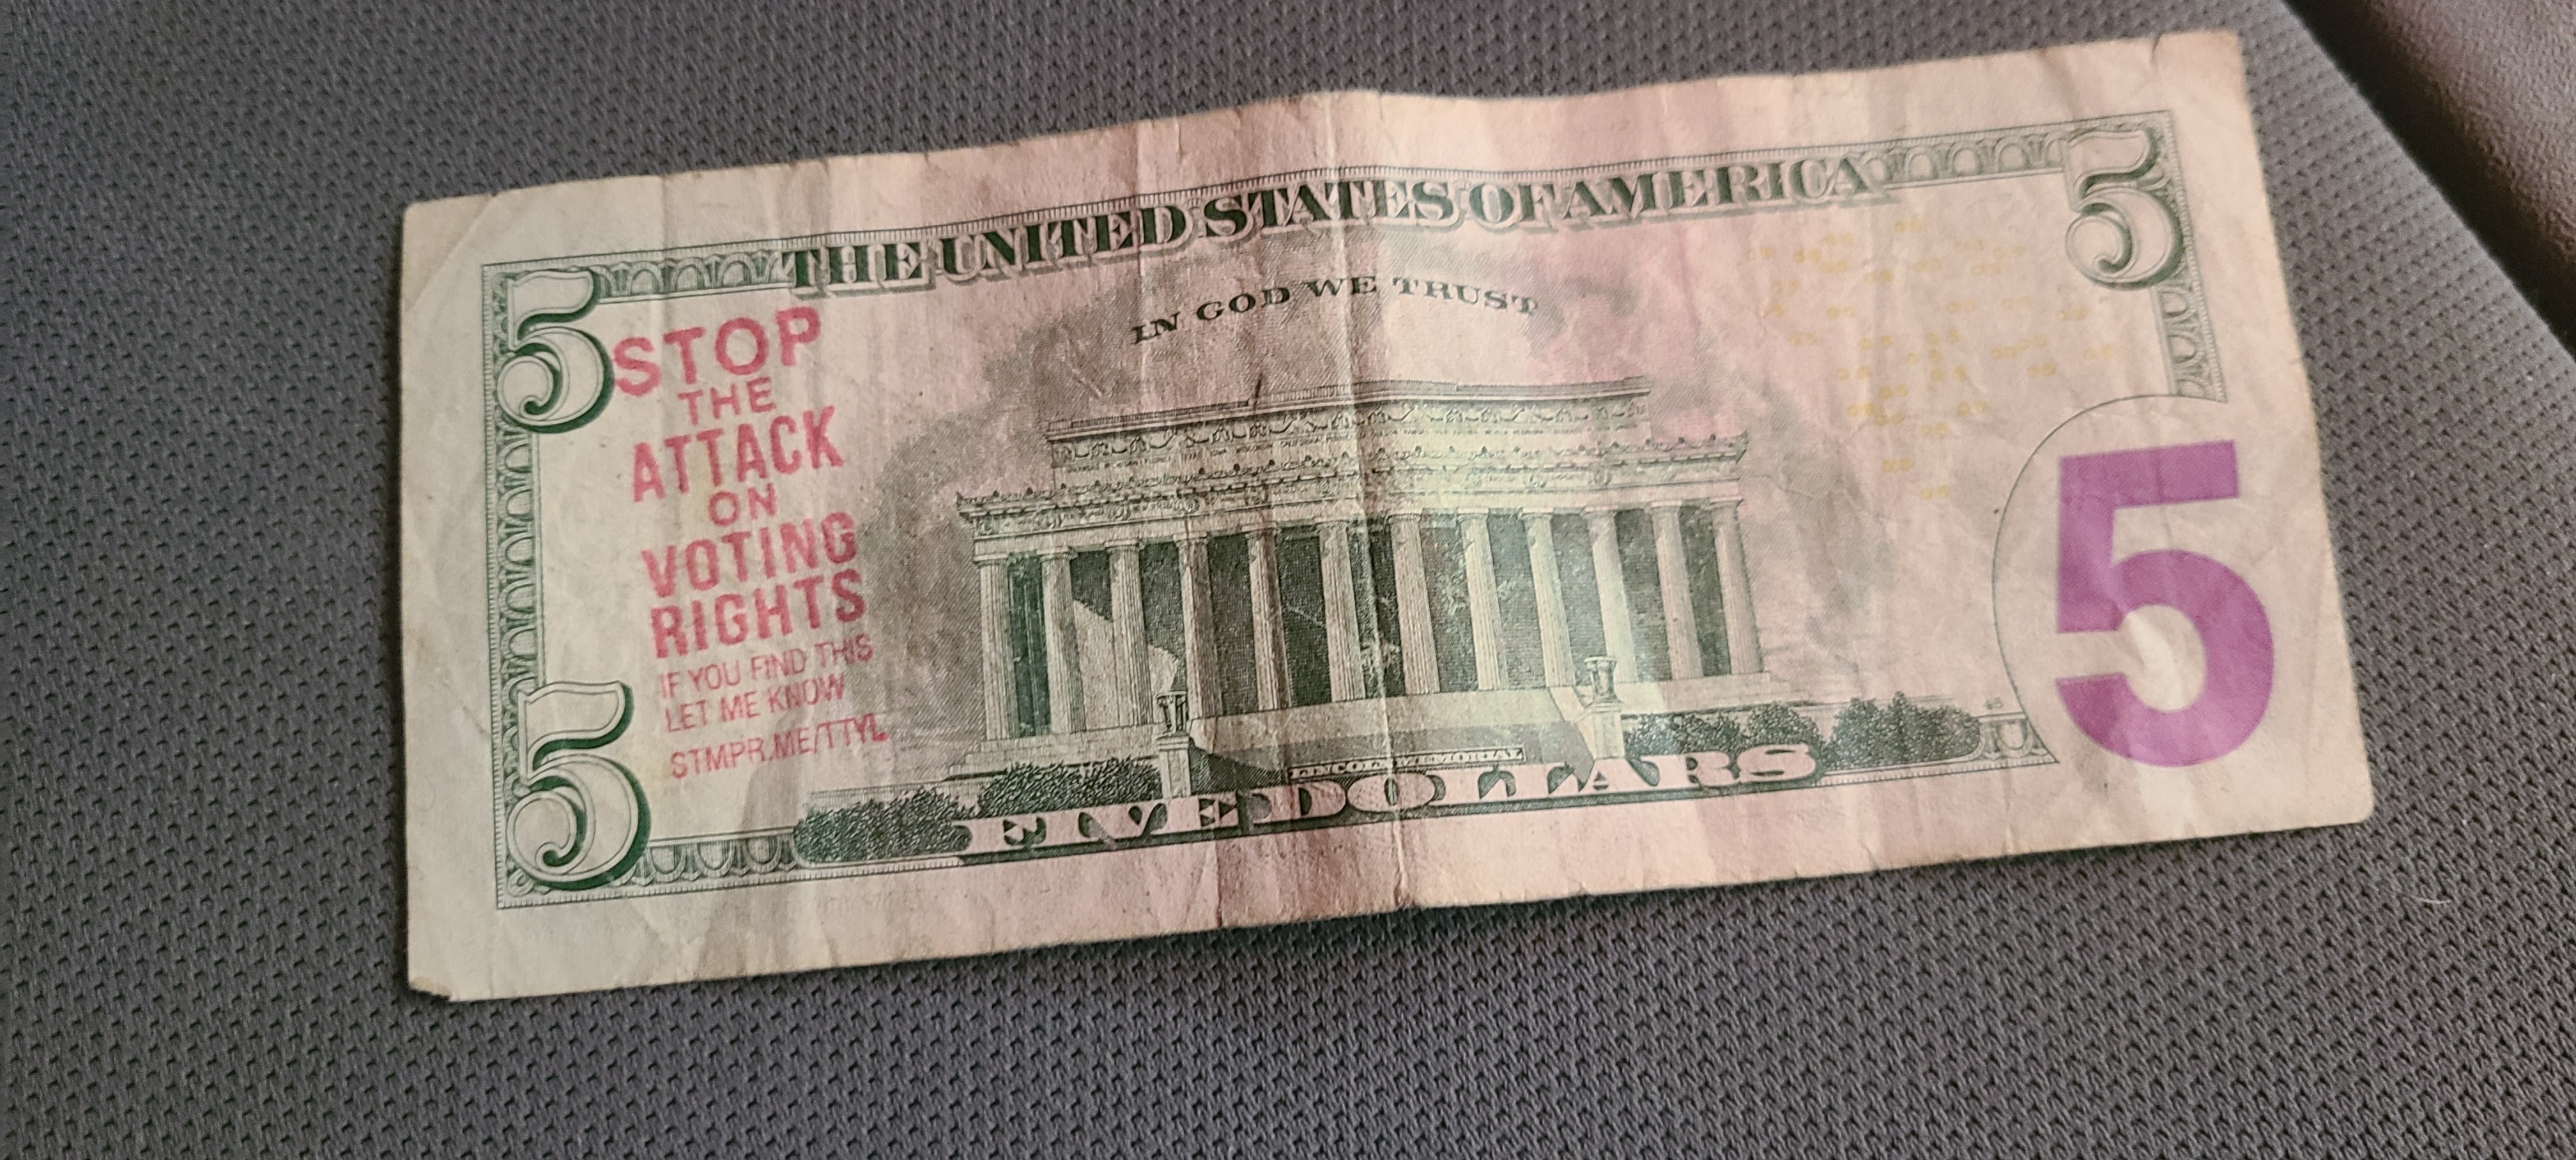 THE UNITED STATES OF AMERICA
IN GOD WE TRUST
5
5
STOP
THE
ATTACK
ON
VOTING
RIGHTS
IF YOU FIND THIS
LET ME KNOW
STMPR.ME/TTYL
5
5
LINCOLN MEMORIAL
FIVE DOLLARS